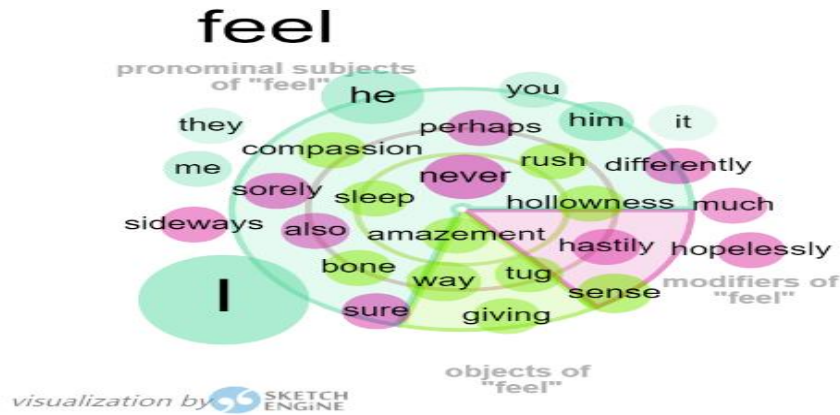 feel
pronominal subjects
of "feel"
he
you
they
perhaps
him
it
compassion
rush
differently
me
never
sorely
sleep
hollowness
much
sideways
also
amazement
hastily
hopelessly
bone
way
tug
sense
modifiers of
"feel"
I
sure
giving
objects of
"feel"
visualization by SKETCH
ENGINE